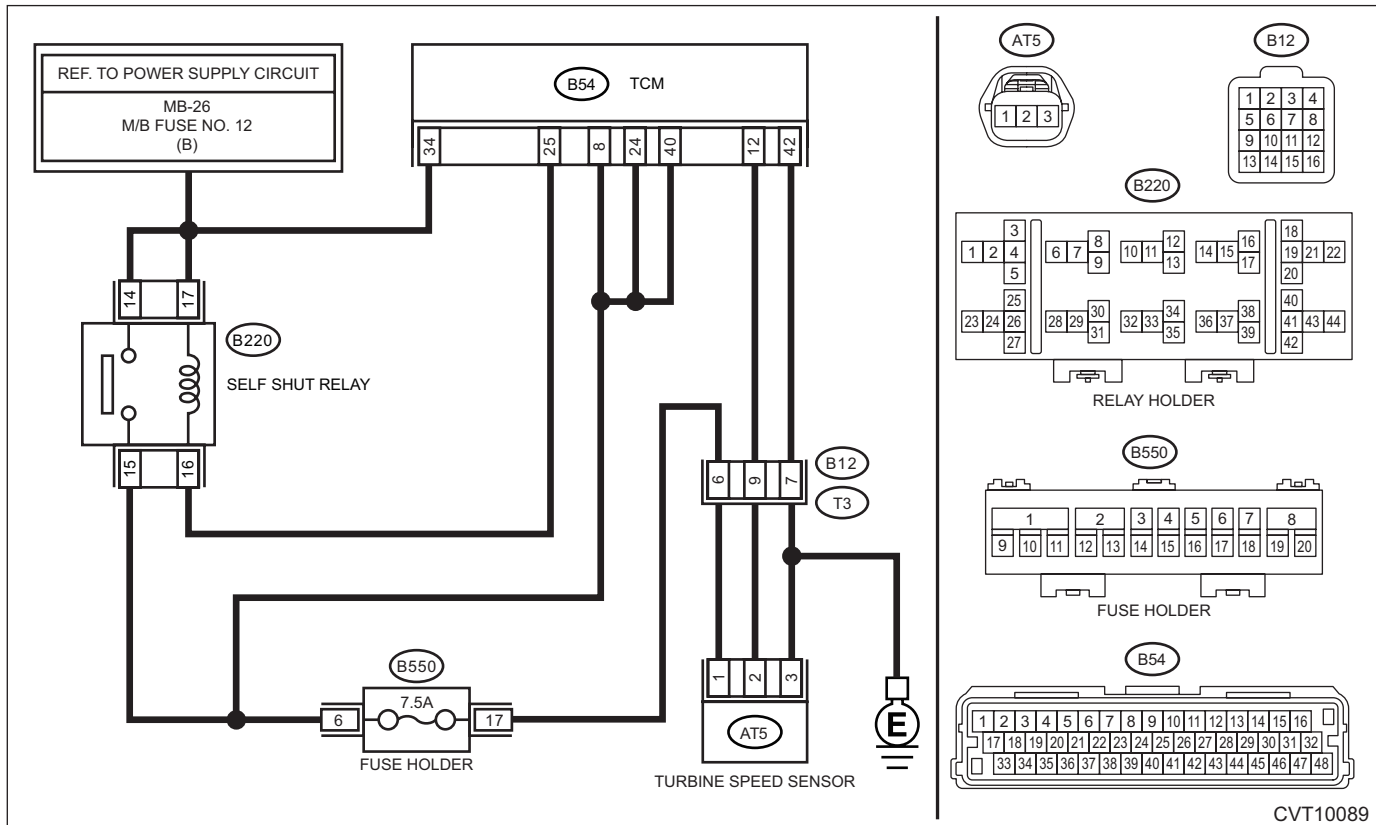 REF. TO POWER SUPPLY CIRCUIT
MB-26
M/B FUSE NO. 12
(B)
B54 TCM
34 25 8 24 40 12 42
14 17
B220
SELF SHUT RELAY
15 16
6 9 7
B12
T3
B550
7.5A
6 17
FUSE HOLDER
1 2 3
AT5
TURBINE SPEED SENSOR
E
AT5
1 2 3
B12
1 2 3 4
5 6 7 8
9 10 11 12
13 14 15 16
B220
3 8 12 16 18
1 2 4 6 7 10 11 14 15 19 21 22
5 9 13 17 20
25 30 34 38 40
23 24 26 28 29 32 33 36 37 41 43 44
27 31 35 39 42
RELAY HOLDER
B550
1 2 3 4 5 6 7 8
9 10 11 12 13 14 15 16 17 18 19 20
FUSE HOLDER
B54
1 2 3 4 5 6 7 8 9 10 11 12 13 14 15 16
17 18 19 20 21 22 23 24 25 26 27 28 29 30 31 32
33 34 35 36 37 38 39 40 41 42 43 44 45 46 47 48
CVT10089